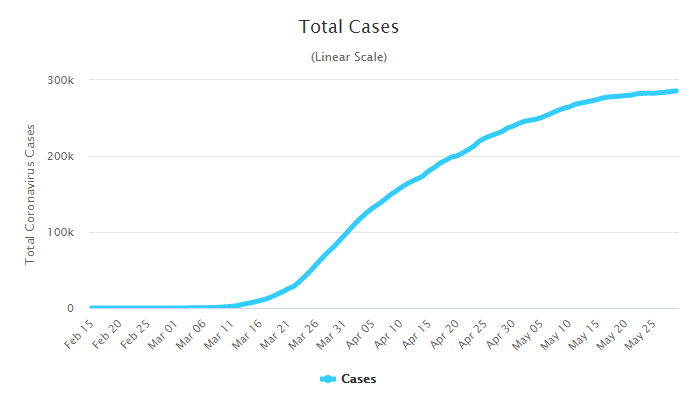 Total Cases
(Linear Scale)
Total Coronavirus Cases
300k
200k
100k
0
Feb 15
Feb 20
Feb 25
Mar 01
Mar 06
Mar 11
Mar 16
Mar 21
Mar 26
Mar 31
Apr 05
Apr 10
Apr 15
Apr 20
Apr 25
Apr 30
May 05
May 10
May 15
May 20
May 25
Cases